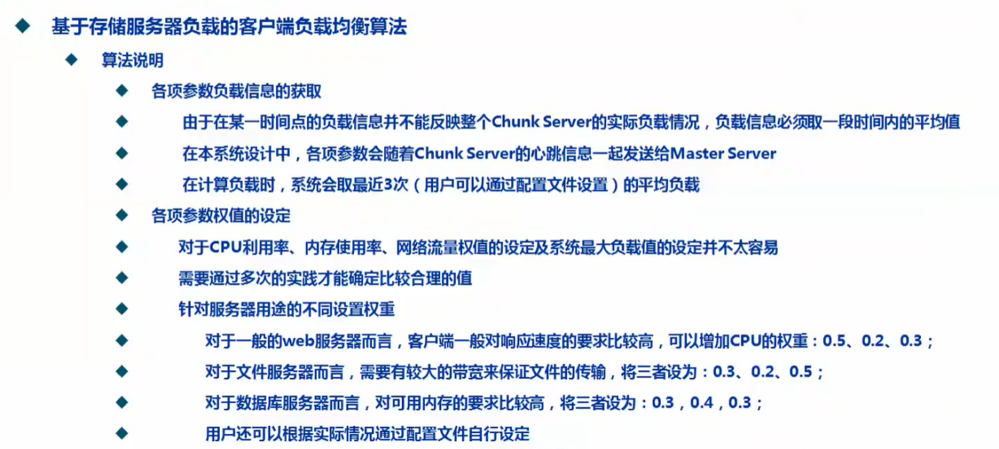 基于存储服务器负载的客户端负载均衡算法
算法说明
各项参数负载信息的获取
由于在某一时间点的负载信息并不能反映整个Chunk Server的实际负载情况，负载信息必须取一段时间内的平均值
在本系统设计中，各项参数会随着Chunk Server的心跳信息一起发送给Master Server
在计算负载时，系统会取最近3次（用户可以通过配置文件设置）的平均负载
各项参数权值的设定
对于CPU利用率、内存使用率、网络流量权值的设定及系统最大负载值的设定并不太容易
需要通过多次的实践才能确定比较合理的值
针对服务器用途的不同设置权重
对于一般的web服务器而言，客户端一般对响应速度的要求比较高，可以增加CPU的权重：0.5、0.2、0.3；
对于文件服务器而言，需要有较大的带宽来保证文件的传输，将三者设为：0.3、0.2、0.5；
对于数据库服务器而言，对可用内存的要求比较高，将三者设为：0.3，0.4，0.3；
用户还可以根据实际情况通过配置文件自行设定